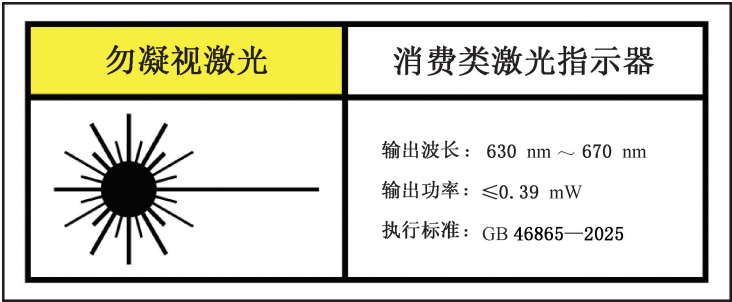 勿凝视激光
消费类激光指示器
输出波长：630 nm ～ 670 nm
输出功率：≤0.39 mW
执行标准：GB 46865—2025